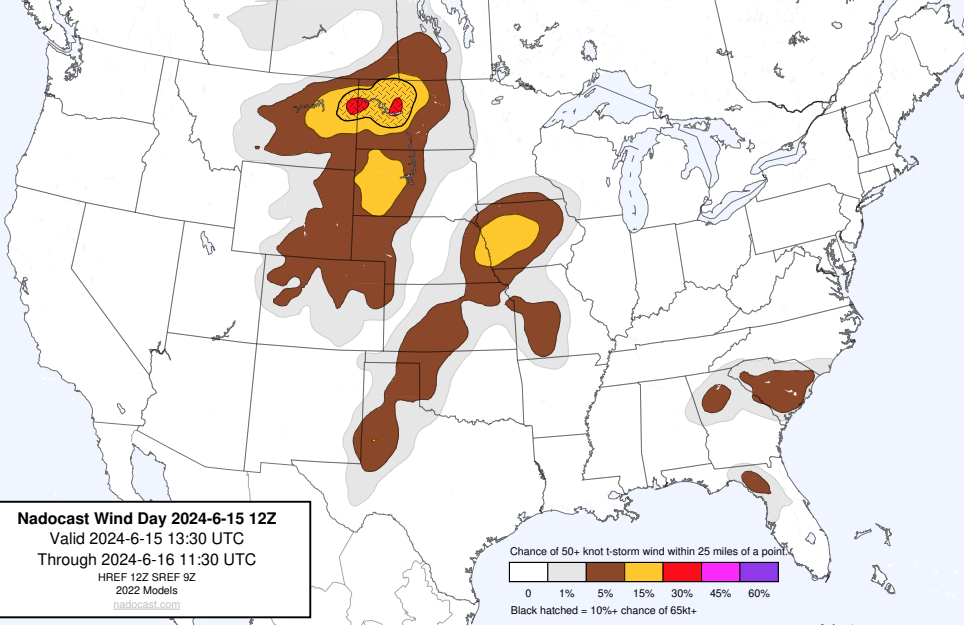 Nadocast Wind Day 2024-6-15 12Z
Valid 2024-6-15 13:30 UTC
Through 2024-6-16 11:30 UTC
HREF 12Z SREF 9Z
2022 Models
nadocast.com
Chance of 50+ knot t-storm wind within 25 miles of a point.
0 1% 5% 15% 30% 45% 60%
Black hatched = 10%+ chance of 65kt+